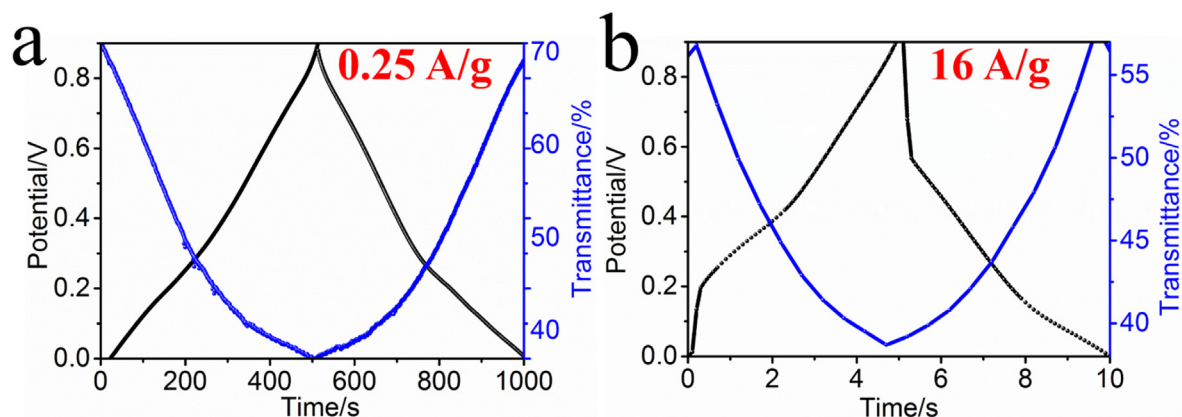 a
0.25 A/g
Potential/V
0.8
0.6
0.4
0.2
0.0
70
60
50
40
Transmittance/%
0 200 400 600 800 1000
Time/s
b
16 A/g
Potential/V
0.8
0.6
0.4
0.2
0.0
55
50
45
40
Transmittance/%
0 2 4 6 8 10
Time/s